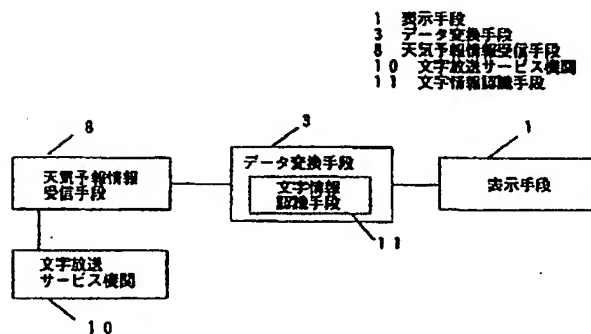 1 表示手段
3 データ変換手段
8 天気予報情報受信手段
10 文字放送サービス機関
11 文字情報認識手段
8
3
1
天気予報情報
受信手段
データ変換手段
文字情報
認識手段
表示手段
11
文字放送
サービス機関
10